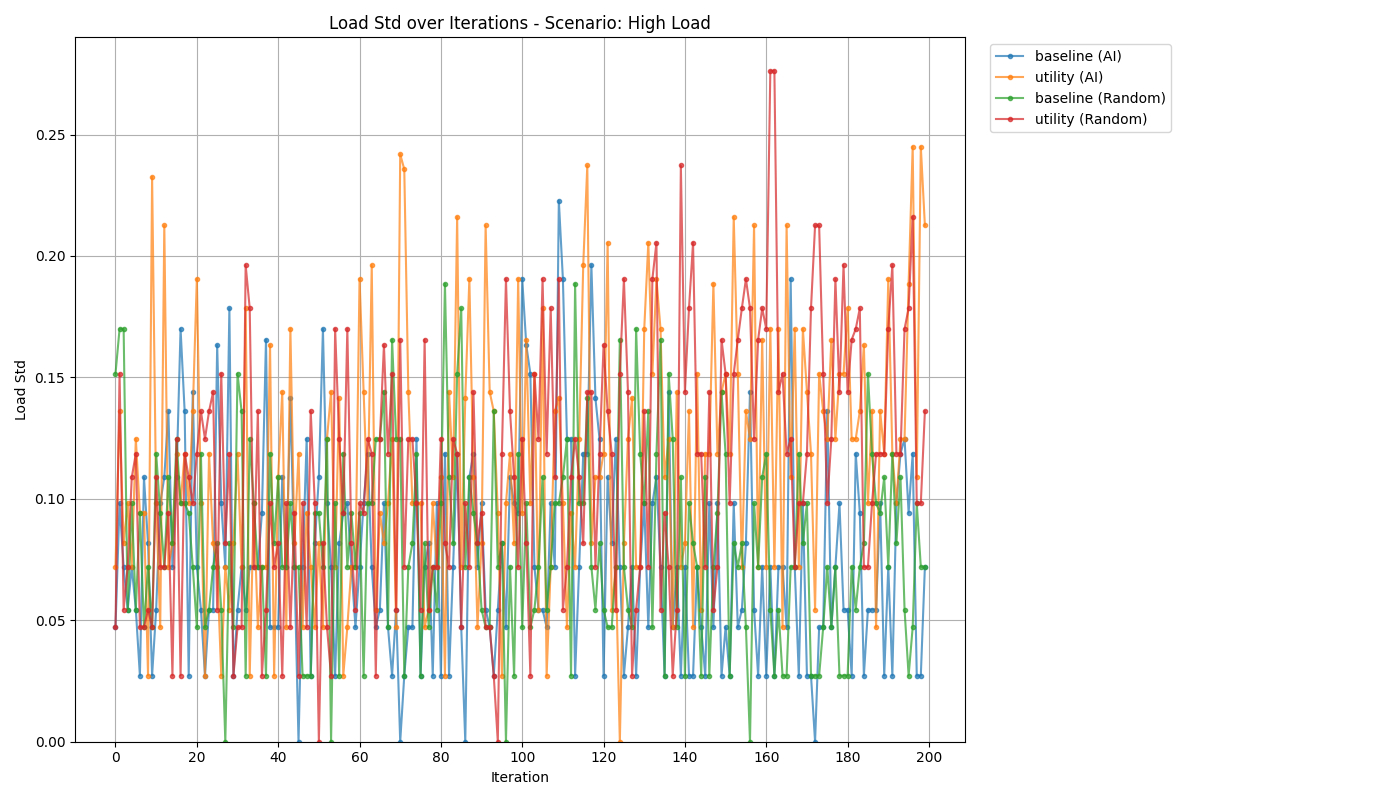 Load Std over Iterations - Scenario: High Load
baseline (AI)
utility (AI)
baseline (Random)
utility (Random)
Load Std
0.25
0.20
0.15
0.10
0.05
0.00
0 20 40 60 80 100 120 140 160 180 200
Iteration